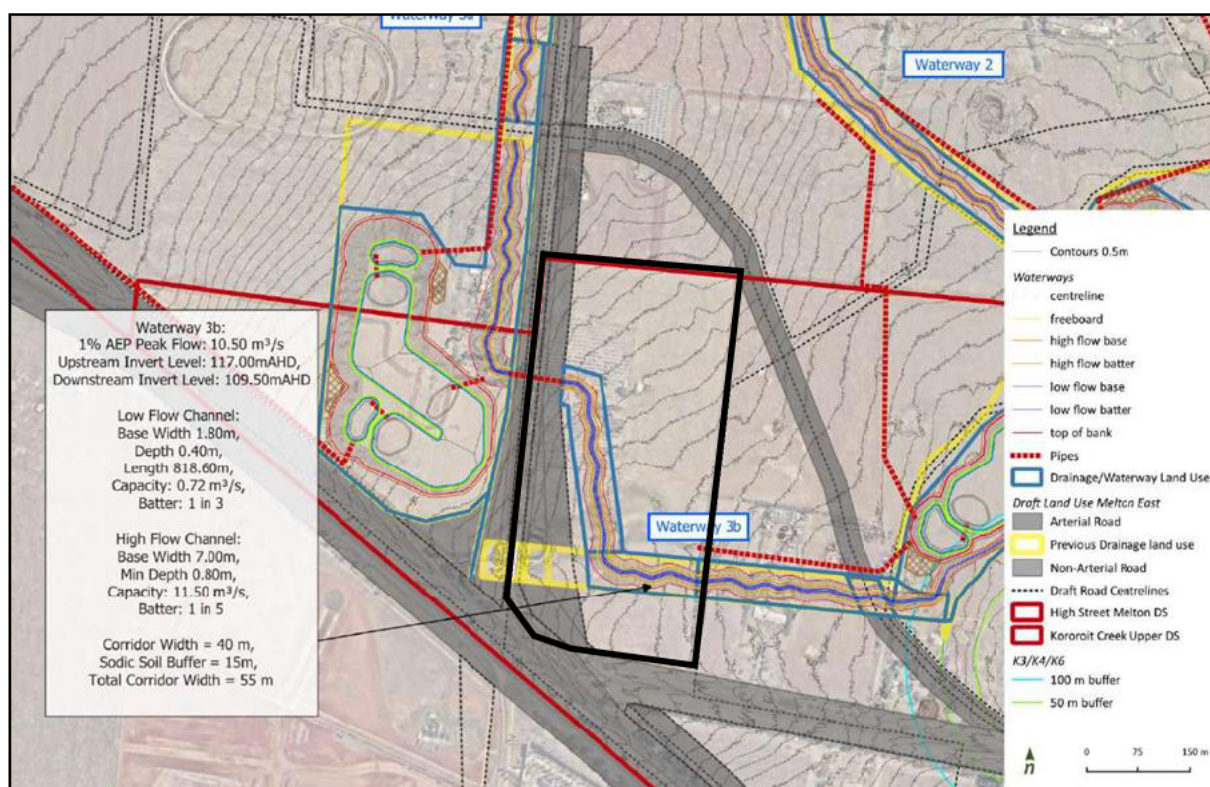 Waterway 3a
Waterway 2
Waterway 3b:
1% AEP Peak Flow: 10.50 m³/s
Upstream Invert Level: 117.00mAHD,
Downstream Invert Level: 109.50mAHD
Low Flow Channel:
Base Width 1.80m,
Depth 0.40m,
Length 818.60m,
Capacity: 0.72 m³/s,
Batter: 1 in 3
High Flow Channel:
Base Width 7.00m,
Min Depth 0.80m,
Capacity: 11.50 m³/s,
Batter: 1 in 5
Corridor Width = 40 m,
Sodic Soil Buffer = 15m,
Total Corridor Width = 55 m
Waterway 3b
Legend
Contours 0.5m
Waterways
centreline
freeboard
high flow base
high flow batter
low flow base
low flow batter
top of bank
Pipes
Drainage/Waterway Land Use
Draft Land Use Melton East
Arterial Road
Previous Drainage land use
Non-Arterial Road
Draft Road Centrelines
High Street Melton DS
Kororoit Creek Upper DS
K3/K4/K6
100 m buffer
50 m buffer
n
0 75 150 m